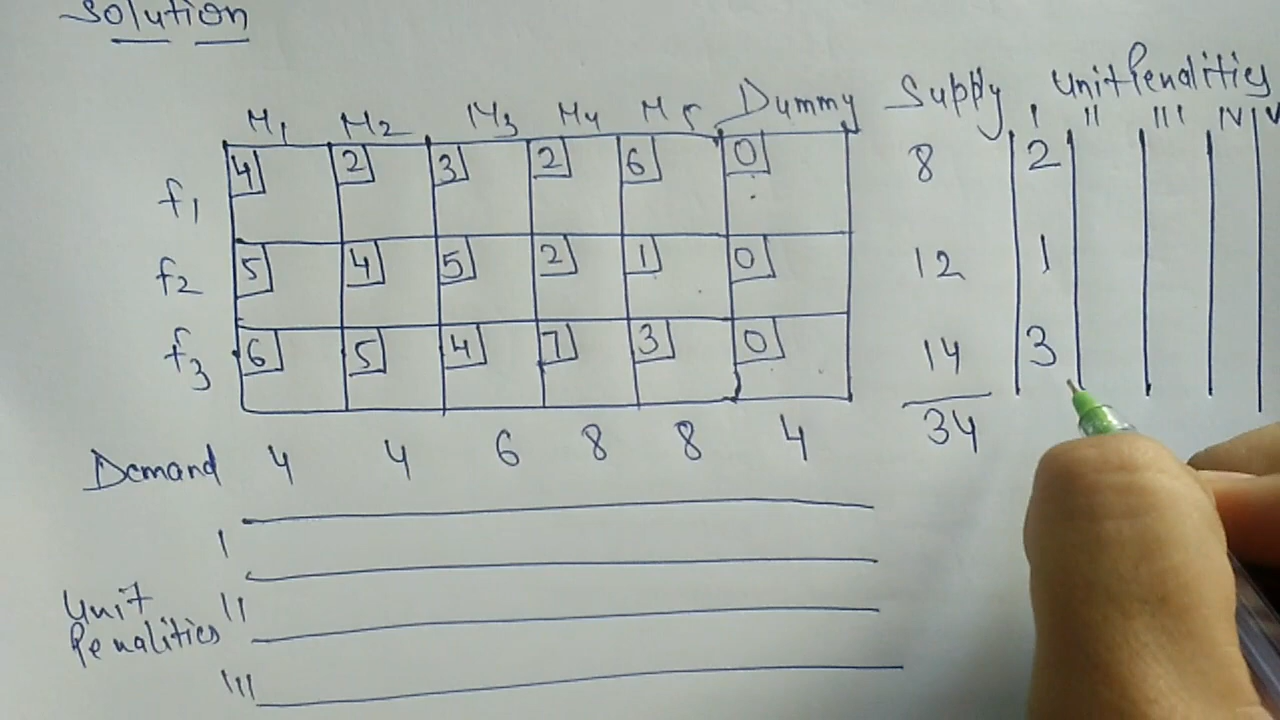 Solution
M1 M2 M3 M4 M5 Dummy Supply Unit Penalities
I II III IV V
f1 4 2 3 2 6 0 8 2
f2 5 4 5 2 1 0 12 1
f3 6 5 4 7 3 0 14 3
34
Demand 4 4 6 8 8 4
I
Unit Penalities II
III